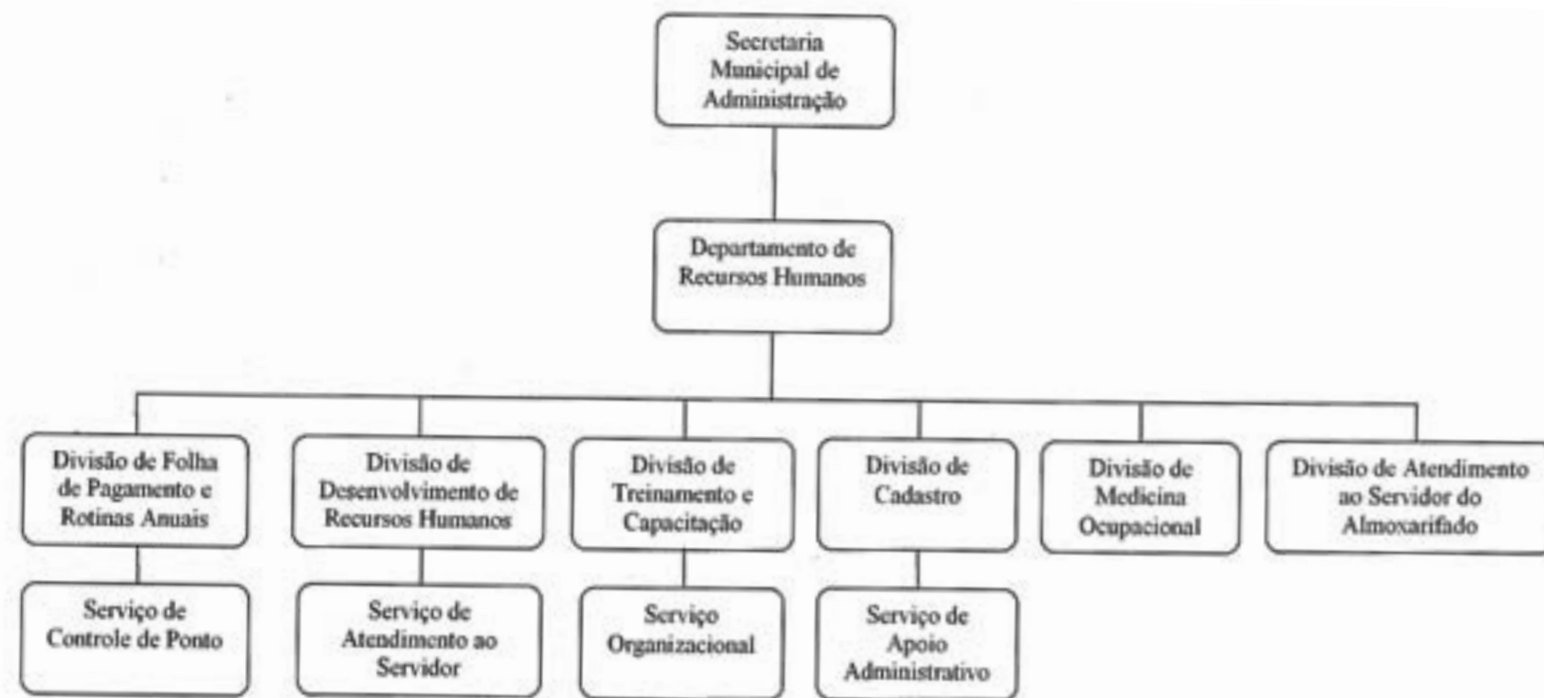 Secretaria
Municipal de
Administração
Departamento de
Recursos Humanos
Divisão de Folha
de Pagamento e
Rotinas Anuais
Divisão de
Desenvolvimento de
Recursos Humanos
Divisão de
Treinamento e
Capacitação
Divisão de
Cadastro
Divisão de
Medicina
Ocupacional
Divisão de Atendimento
ao Servidor do
Almoxarifado
Serviço de
Controle de Ponto
Serviço de
Atendimento ao
Servidor
Serviço
Organizacional
Serviço de
Apoio
Administrativo